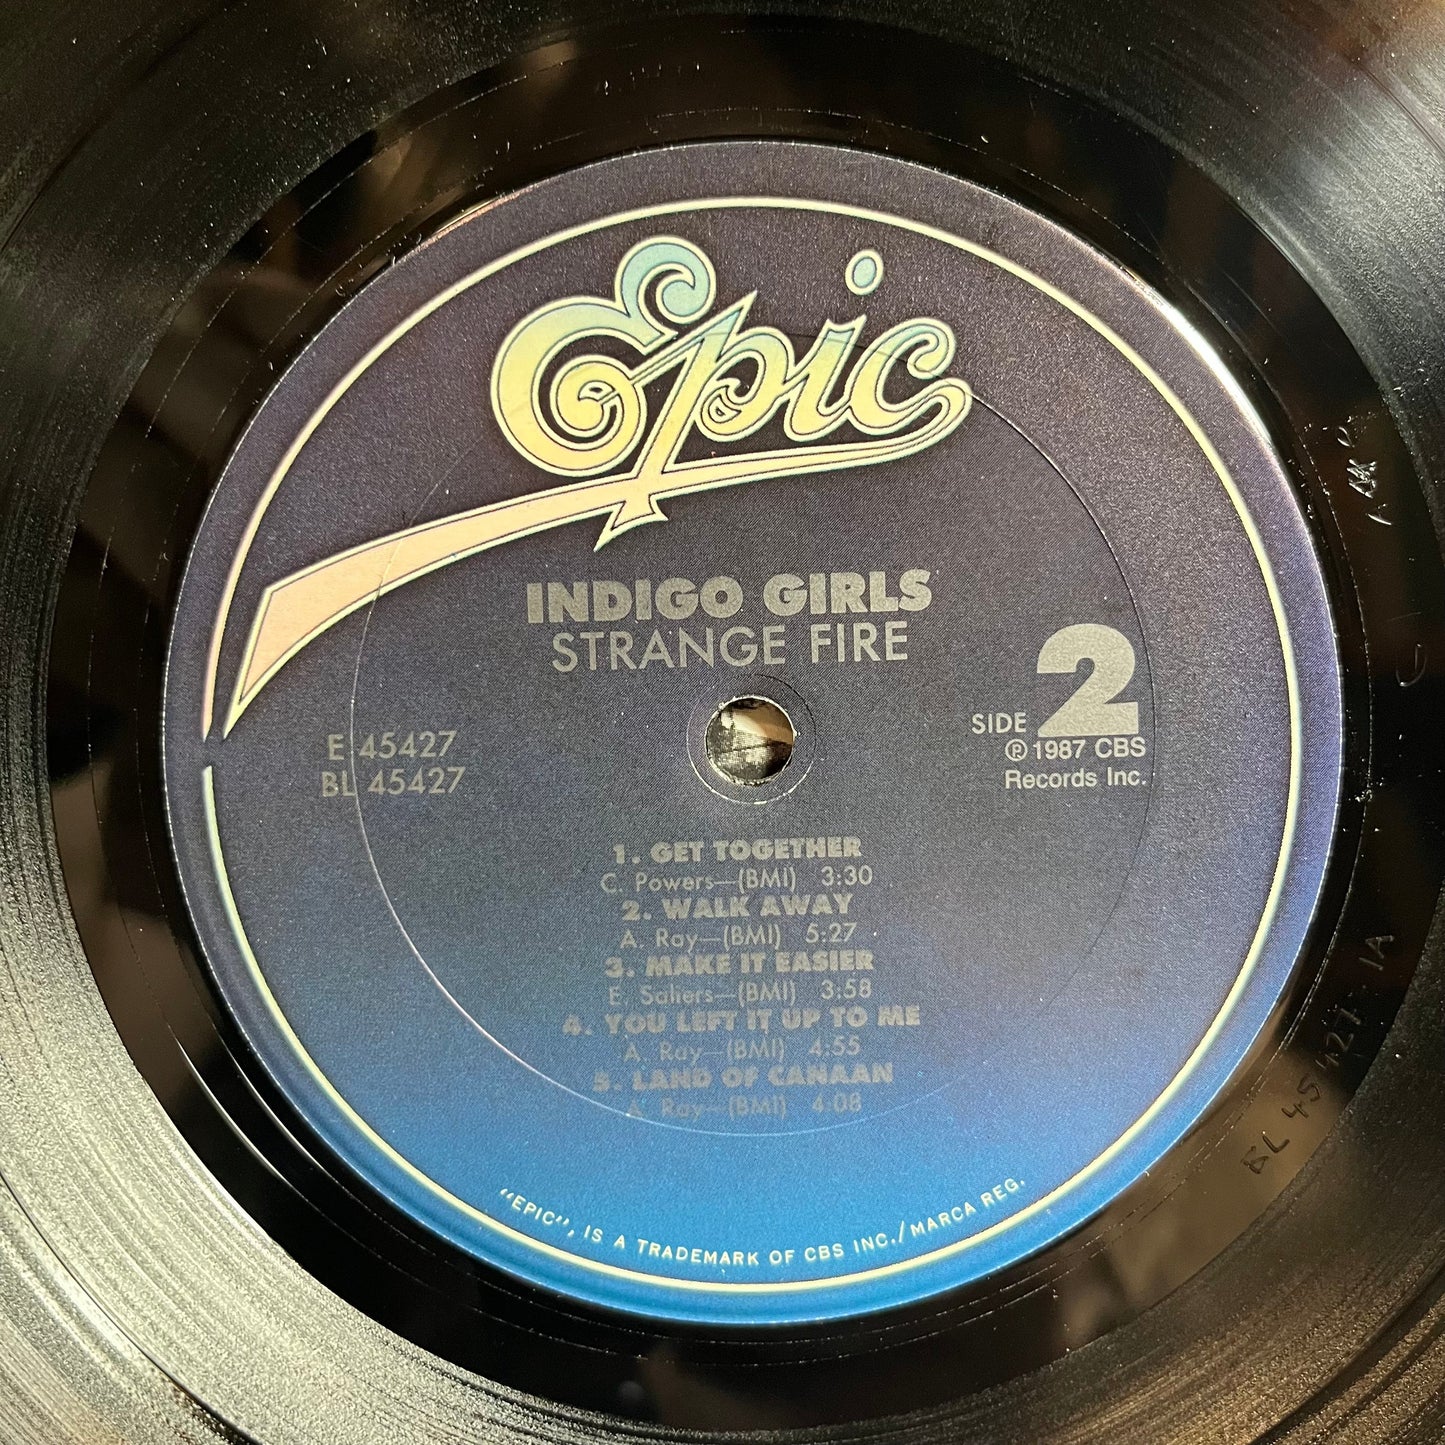 Epic
INDIGO GIRLS
STRANGE FIRE
SIDE 2
E 45427
BL 45427
℗ 1987 CBS
Records Inc.
1. GET TOGETHER
C. Powers—(BMI) 3:30
2. WALK AWAY
A. Ray—(BMI) 5:27
3. MAKE IT EASIER
E. Saliers—(BMI) 3:58
4. YOU LEFT IT UP TO ME
A. Ray—(BMI) 4:55
5. LAND OF CANAAN
A. Ray—(BMI) 4:08
"EPIC", IS A TRADEMARK OF CBS INC./MARCA REG.
BL 45427 1A